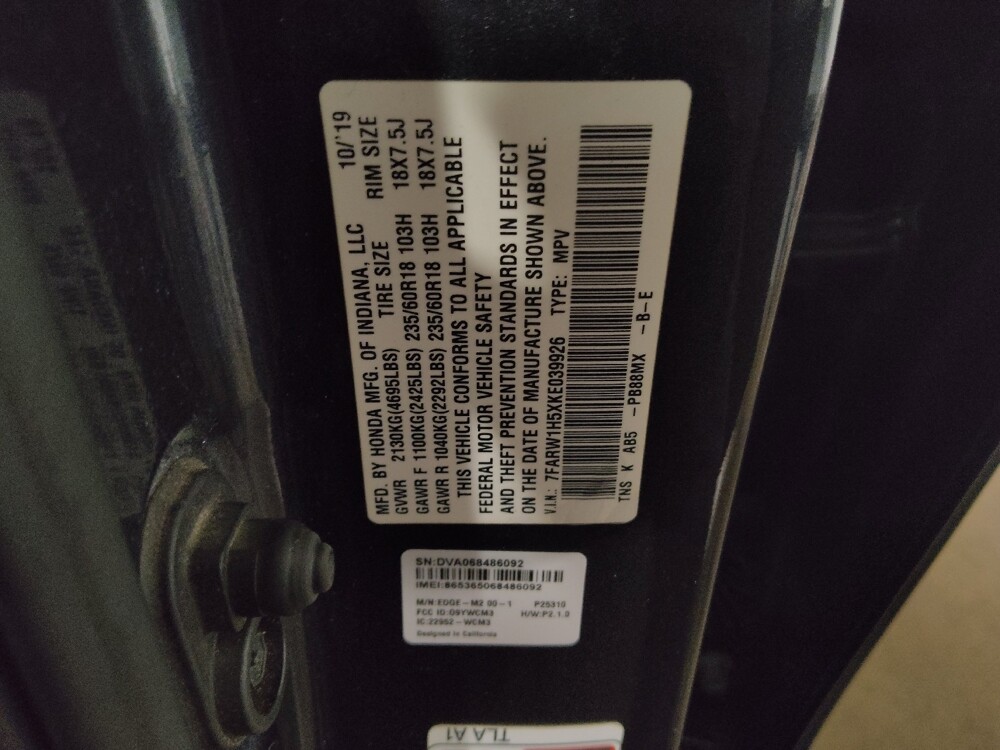 MFD. BY HONDA MFG. OF INDIANA, LLC 10/'19
TIRE SIZE RIM SIZE
GVWR 2130KG(4695LBS)
GAWR F 1100KG(2425LBS) 235/60R18 103H 18X7.5J
GAWR R 1040KG(2292LBS) 235/60R18 103H 18X7.5J
THIS VEHICLE CONFORMS TO ALL APPLICABLE
FEDERAL MOTOR VEHICLE SAFETY
AND THEFT PREVENTION STANDARDS IN EFFECT
ON THE DATE OF MANUFACTURE SHOWN ABOVE.
V.I.N.: 7FARW1H5XKE039926 TYPE: MPV
TNS K AB5 -PB88MX -B-E
SN:DVA068486092
IMEI:865365068486092
M/N:EDGE-M2 00-1 P25310
FCC ID:O9YWCM3 H/W:P2.1.0
IC:22952-WCM3
Designed in California
TLA A1